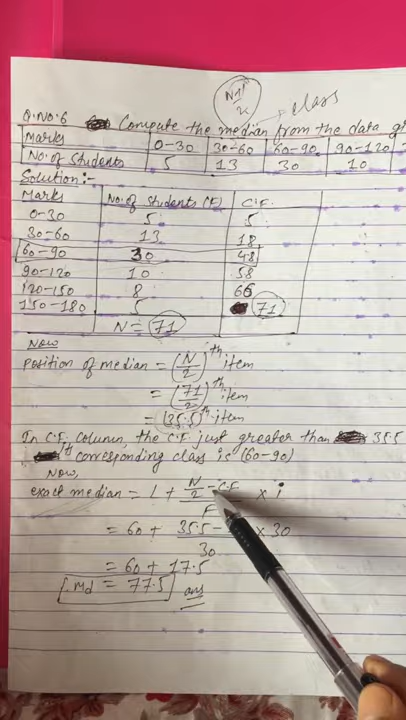 N+1
2
class
Q.No.6 Compute the median from the data
Marks 0-30 30-60 60-90 90-120
No. of students 5 13 30 10
Solution:-
Marks No. of Students (F) C.F.
0-30 5 5
30-60 13 18
60-90 30 48
90-120 10 58
120-150 8 66
150-180 5 71
N = 71
Now
position of median = (N/2)th item
= (71/2)th item
= (35.5)th item
In C.F column, the C.F just greater than 35.5
corresponding class is (60-90)
Now,
exact median = L + N/2 - C.F × i
F
= 60 + 35.5 - × 30
30
= 60 + 17.5
Md = 77.5 ans